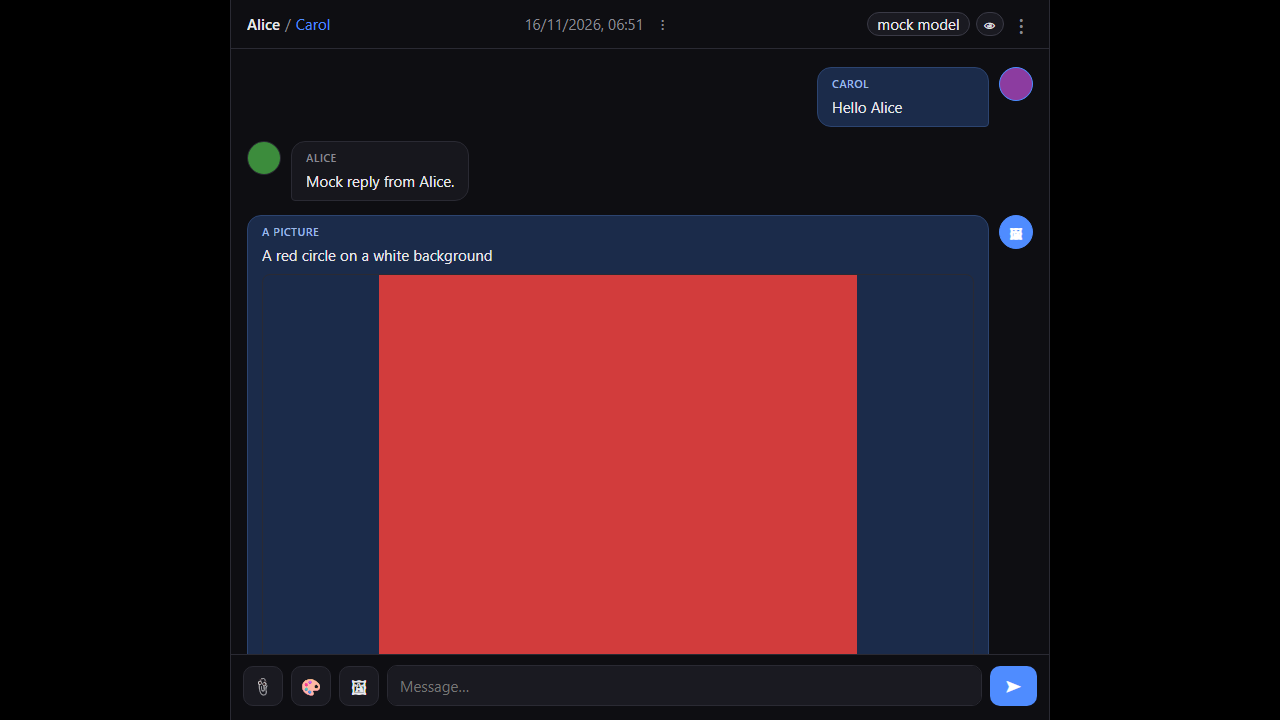 Alice / Carol
16/11/2026, 06:51
mock model
CAROL
Hello Alice
ALICE
Mock reply from Alice.
A PICTURE
A red circle on a white background
Message...